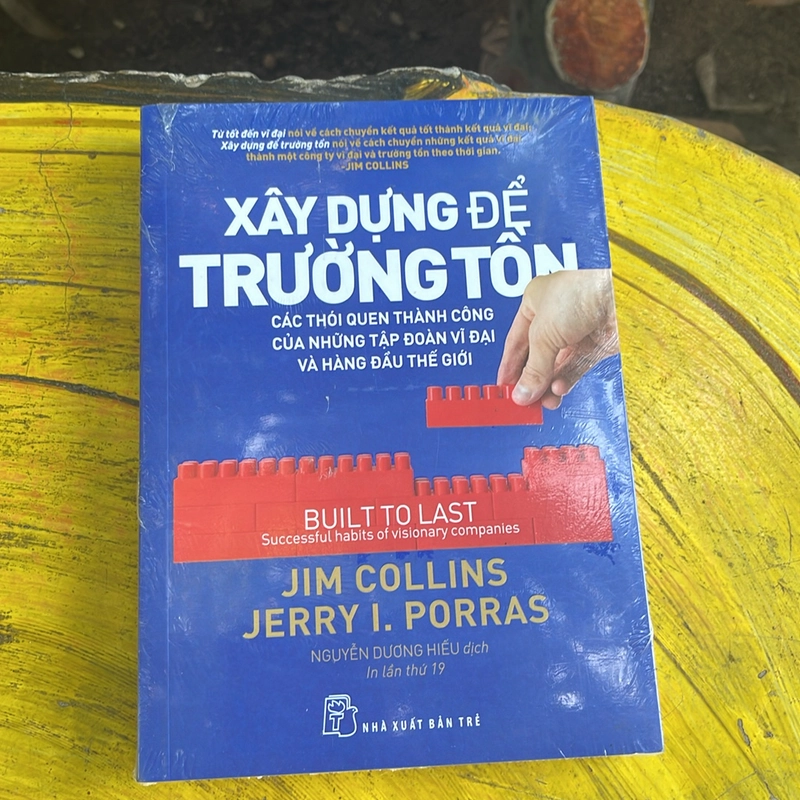 Từ tốt đến vĩ đại nói về cách chuyển kết quả tốt thành kết quả vĩ đại;
Xây dựng để trường tồn nói về cách chuyển những kết quả vĩ đại
thành một công ty vĩ đại và trường tồn theo thời gian.
-JIM COLLINS
XÂY DỰNG ĐỂ
TRƯỜNG TỒN
CÁC THÓI QUEN THÀNH CÔNG
CỦA NHỮNG TẬP ĐOÀN VĨ ĐẠI
VÀ HÀNG ĐẦU THẾ GIỚI
BUILT TO LAST
Successful habits of visionary companies
JIM COLLINS
JERRY I. PORRAS
NGUYỄN DƯƠNG HIẾU dịch
In lần thứ 19
NHÀ XUẤT BẢN TRẺ